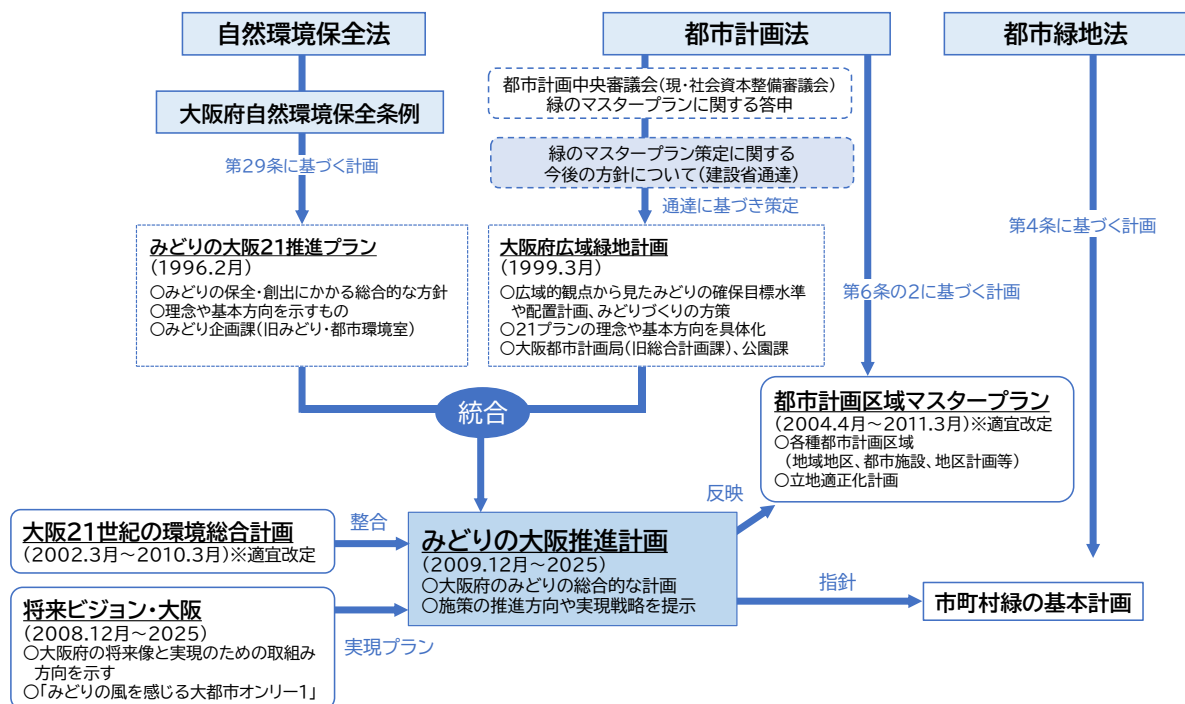 自然環境保全法
都市計画法
都市緑地法
大阪府自然環境保全条例
都市計画中央審議会(現・社会資本整備審議会)
緑のマスタープランに関する答申
緑のマスタープラン策定に関する
今後の方針について(建設省通達)
第29条に基づく計画
通達に基づき策定
第4条に基づく計画
第6条の2に基づく計画
みどりの大阪21推進プラン
(1996.2月)
○みどりの保全・創出にかかる総合的な方針
○理念や基本方向を示すもの
○みどり企画課(旧みどり・都市環境室)
大阪府広域緑地計画
(1999.3月)
○広域的観点から見たみどりの確保目標水準
や配置計画、みどりづくりの方策
○21プランの理念や基本方向を具体化
○大阪都市計画局(旧総合計画課)、公園課
統合
都市計画区域マスタープラン
(2004.4月~2011.3月)※適宜改定
○各種都市計画区域
(地域地区、都市施設、地区計画等)
○立地適正化計画
反映
大阪21世紀の環境総合計画
(2002.3月~2010.3月)※適宜改定
整合
みどりの大阪推進計画
(2009.12月~2025)
○大阪府のみどりの総合的な計画
○施策の推進方向や実現戦略を提示
指針
市町村緑の基本計画
将来ビジョン・大阪
(2008.12月~2025)
○大阪府の将来像と実現のための取組み
方向を示す
○「みどりの風を感じる大都市オンリー1」
実現プラン